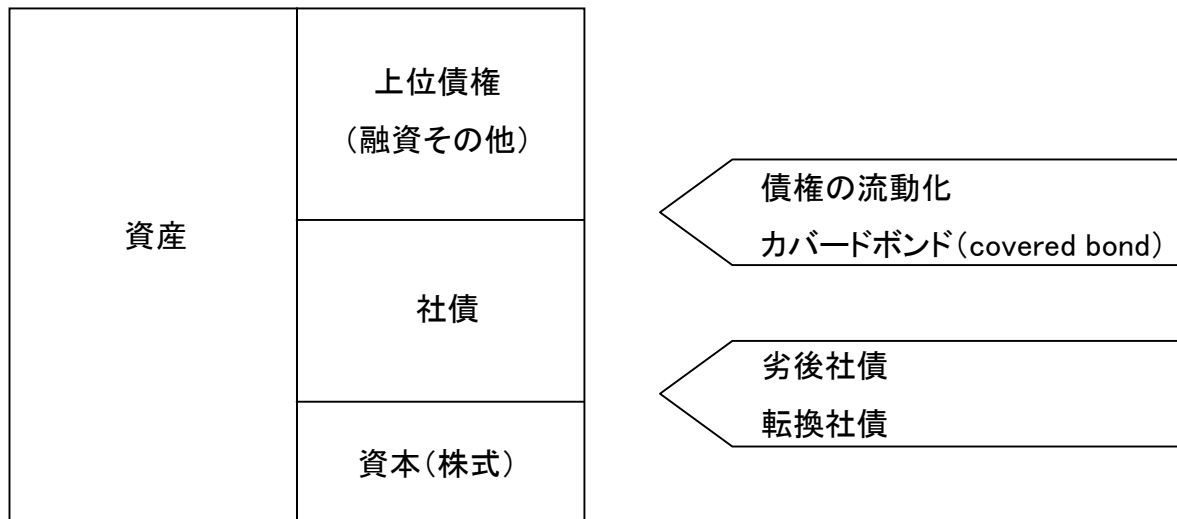 上位債権
(融資その他)
債権の流動化
カバードボンド(covered bond)
資産
社債
劣後社債
転換社債
資本(株式)